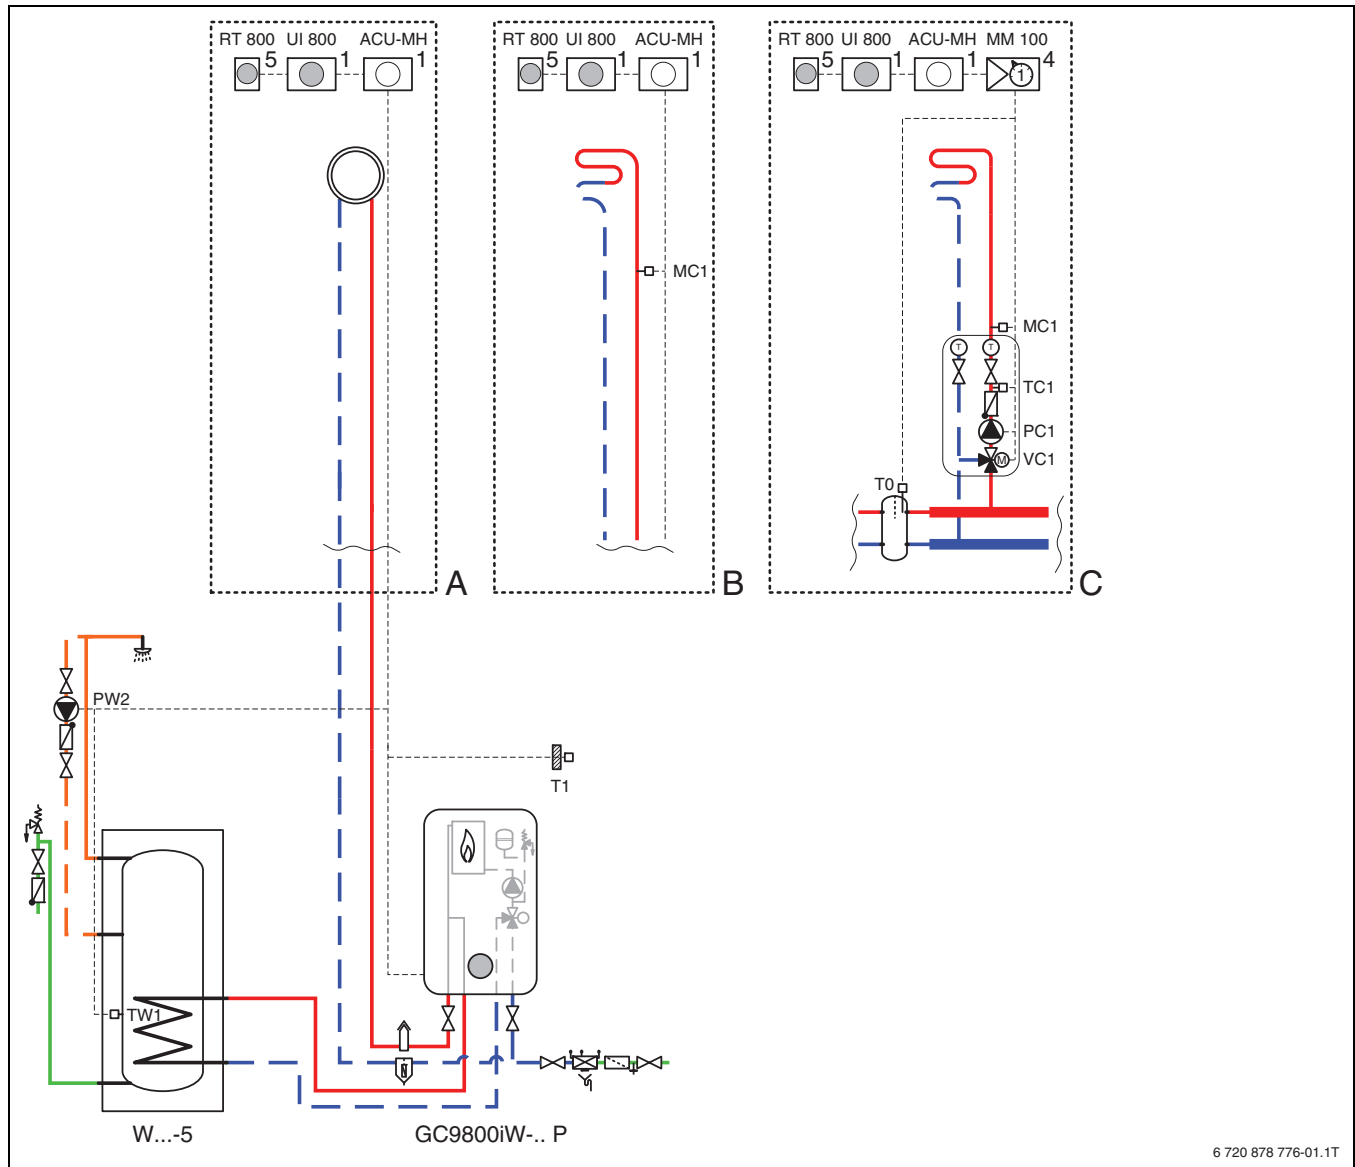 RT 800 UI 800 ACU-MH
5 1 1
RT 800 UI 800 ACU-MH
5 1 1
RT 800 UI 800 ACU-MH MM 100
5 1 1 1 4
MC1
MC1
T T
TC1
PC1
M VC1
T0
A B C
PW2
T1
TW1
W...-5
GC9800iW-.. P
6 720 878 776-01.1T